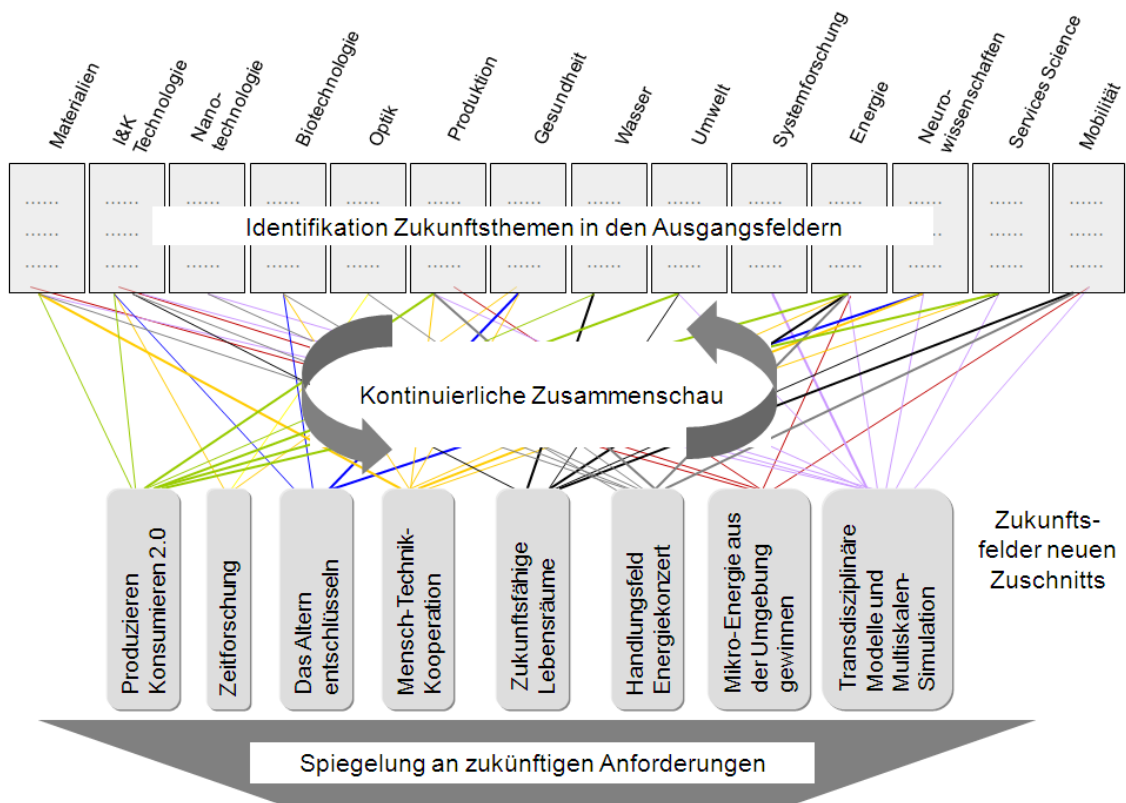 Materialien
I&K
Technologie
Nano-
technologie
Biotechnologie
Optik
Produktion
Gesundheit
Wasser
Umwelt
Systemforschung
Energie
Neuro-
wissenschaften
Services Science
Mobilität
...... ...... ...... ...... ...... ...... ...... ...... ...... ...... ...... ...... ...... ......
Identifikation Zukunftsthemen in den Ausgangsfeldern
...... ...... ...... ...... ...... ...... ...... ...... ...... ...... ...... ...... ...... ......
Kontinuierliche Zusammenschau
Produzieren
Konsumieren 2.0
Zeitforschung
Das Altern
entschlüsseln
Mensch-Technik-
Kooperation
Zukunftsfähige
Lebensräume
Handlungsfeld
Energiekonzert
Mikro-Energie aus
der Umgebung
gewinnen
Transdisziplinäre
Modelle und
Multiskalen-
Simulation
Zukunfts-
felder neuen
Zuschnitts
Spiegelung an zukünftigen Anforderungen